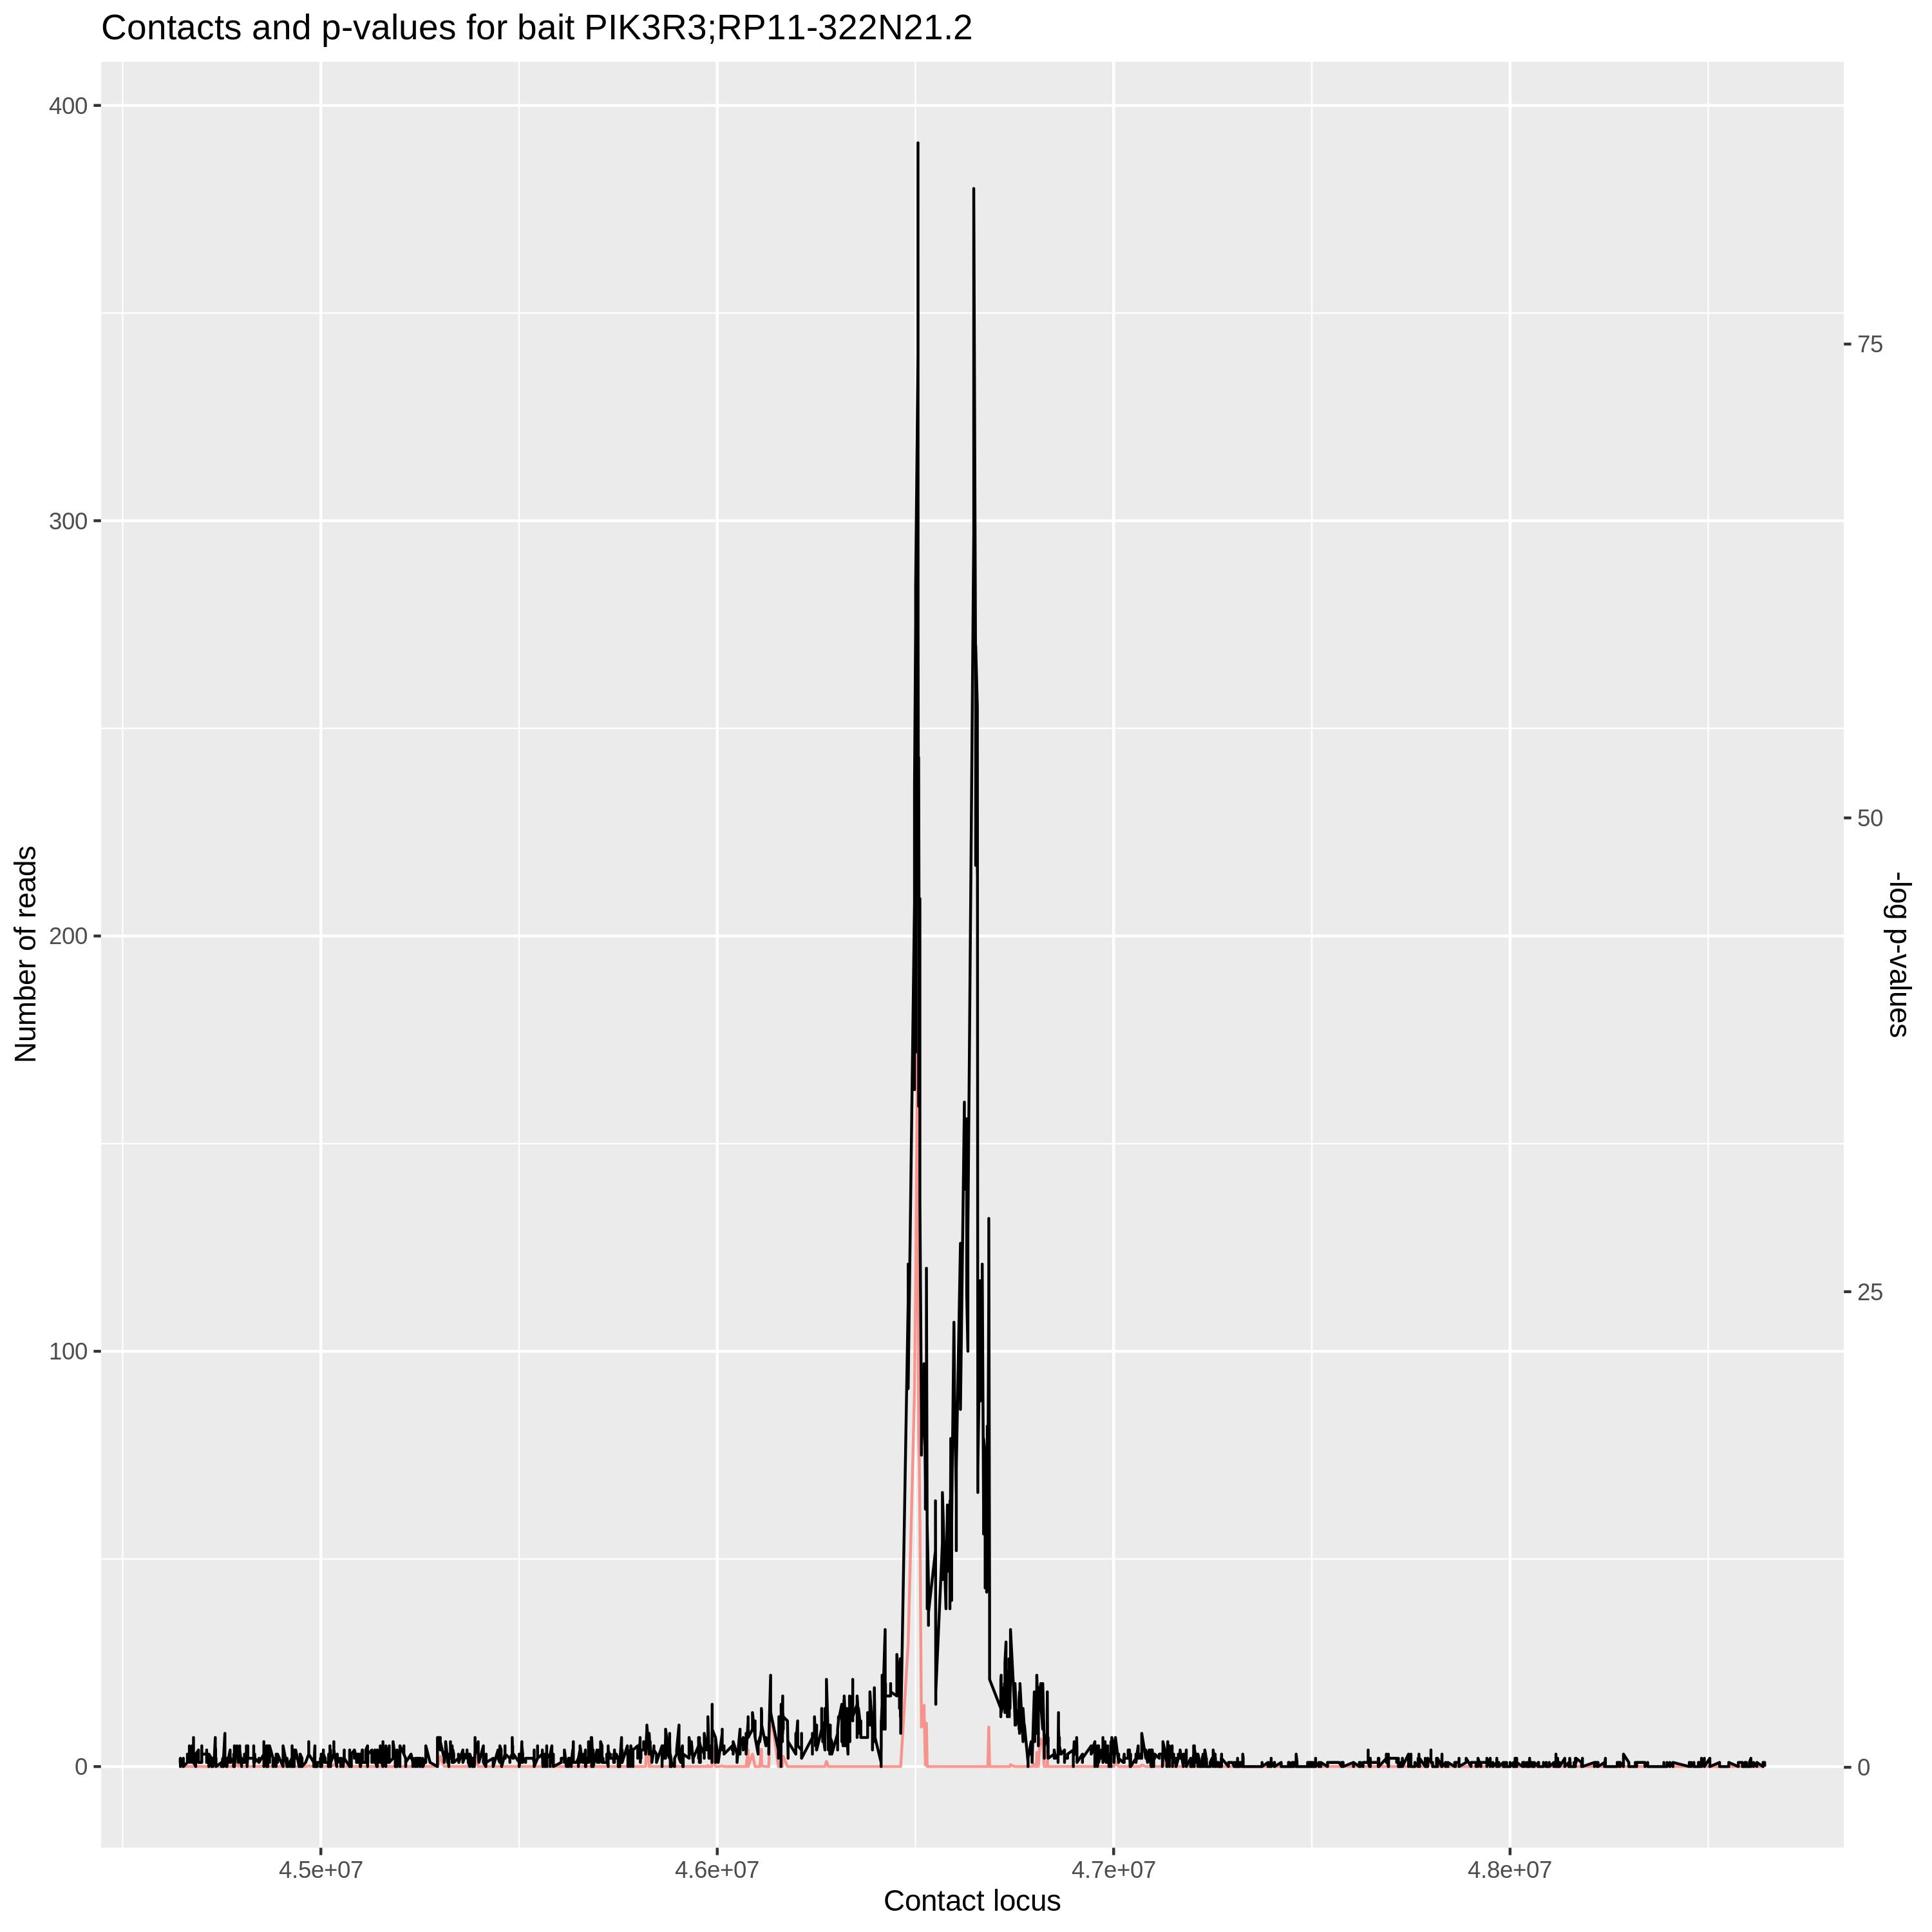 Contacts and p-values for bait PIK3R3;RP11-322N21.2
400
300
200
100
0
Number of reads
75
50
25
0
-log p-values
4.5e+07
4.6e+07
4.7e+07
4.8e+07
Contact locus